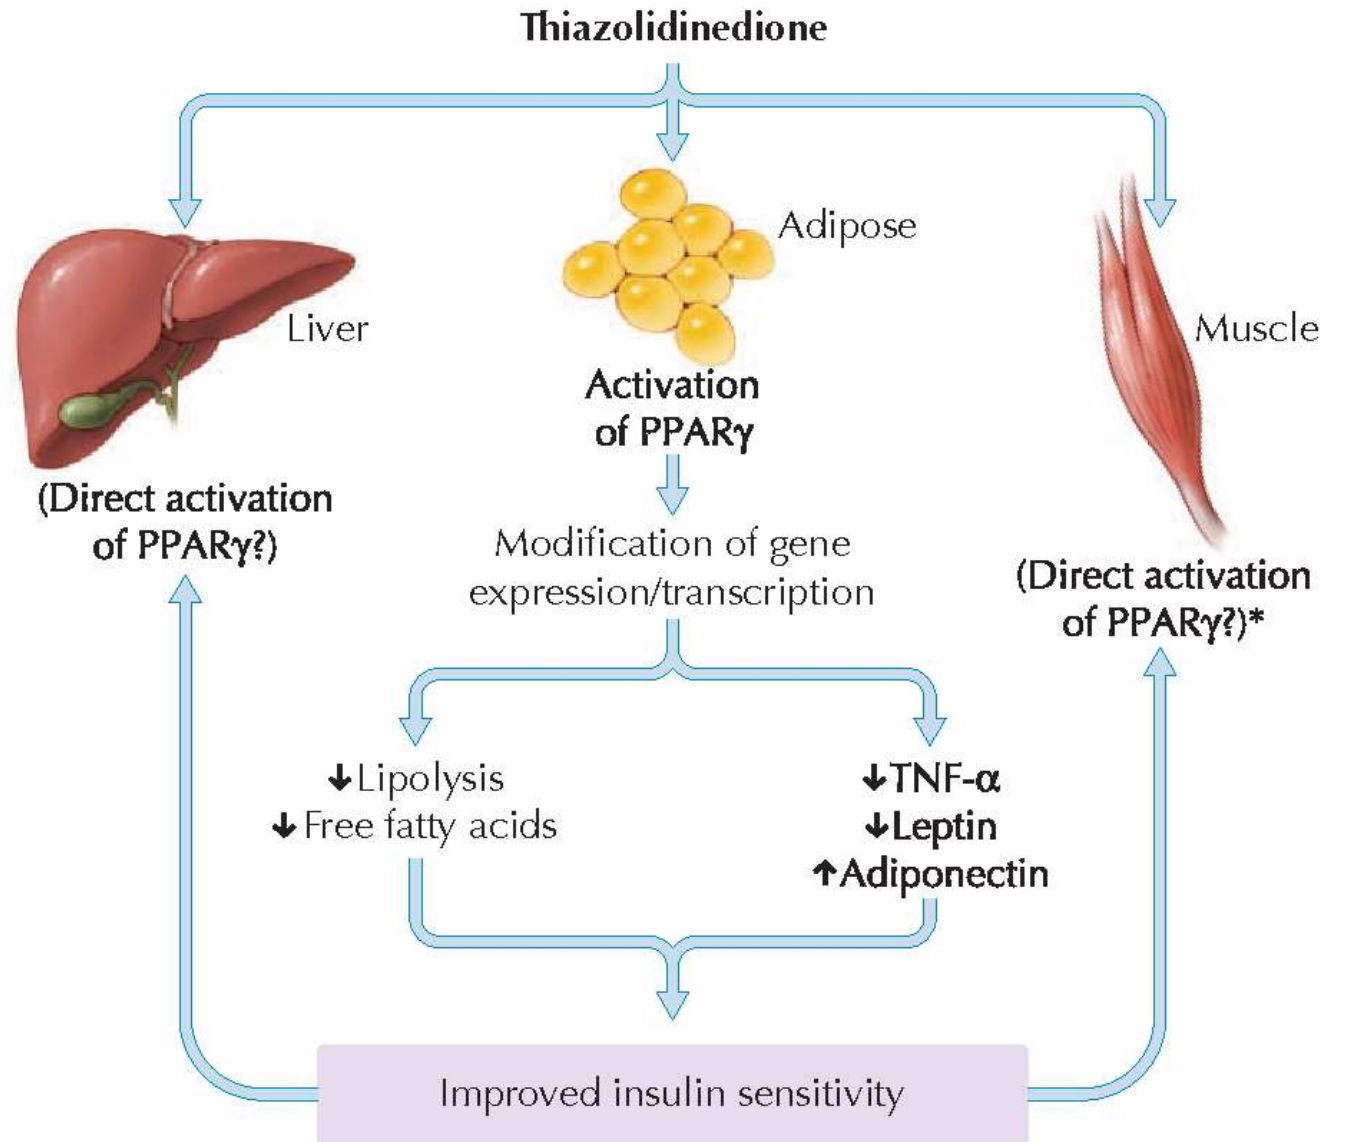 Thiazolidinedione
Adipose
Liver
Muscle
Activation
of PPARγ
(Direct activation
of PPARγ?)
Modification of gene
expression/transcription
(Direct activation
of PPARγ?)*
↓Lipolysis
↓Free fatty acids
↓TNF-α
↓Leptin
↑Adiponectin
Improved insulin sensitivity